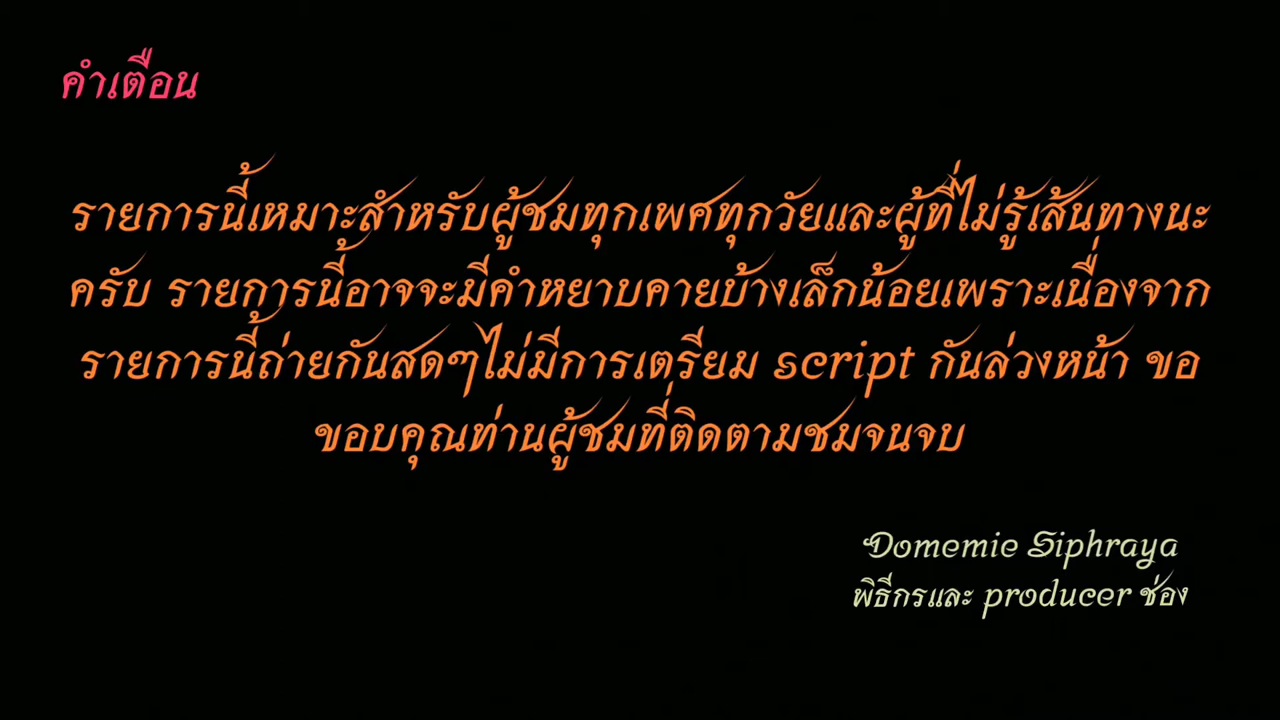 คำเตือน
รายการนี้เหมาะสำหรับผู้ชมทุกเพศทุกวัยและผู้ที่ไม่รู้เส้นทางนะ
ครับ รายการนี้อาจจะมีคำหยาบคายบ้างเล็กน้อยเพราะเนื่องจาก
รายการนี้ถ่ายกันสดๆไม่มีการเตรียม script กันล่วงหน้า ขอ
ขอบคุณท่านผู้ชมที่ติดตามชมจนจบ
Domemie Siphraya
พิธีกรและ producer ช่อง